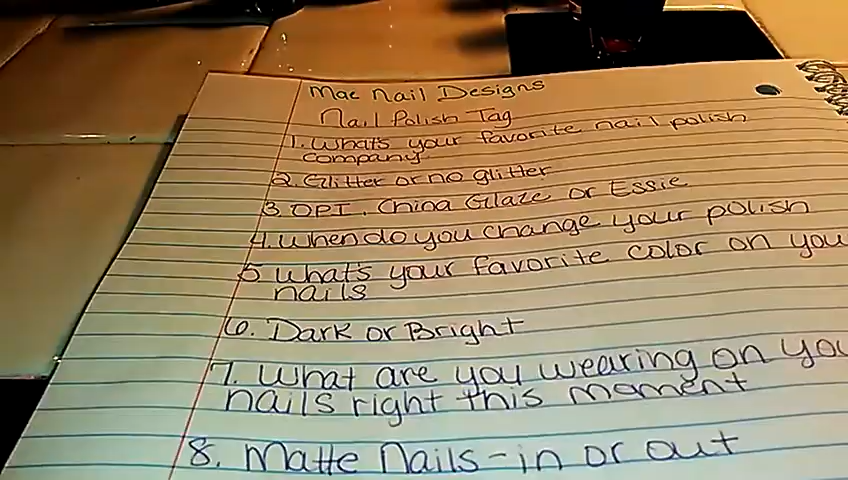 Mae Nail Designs
Nail Polish Tag
1. What's your favorite nail polish
company
2. Glitter or no glitter
3. OPI, China Glaze or Essie
4. When do you change your polish
5 What's your favorite color on you
nails
6. Dark or Bright
7. What are you wearing on you
nails right this moment
8. Matte Nails - in or out